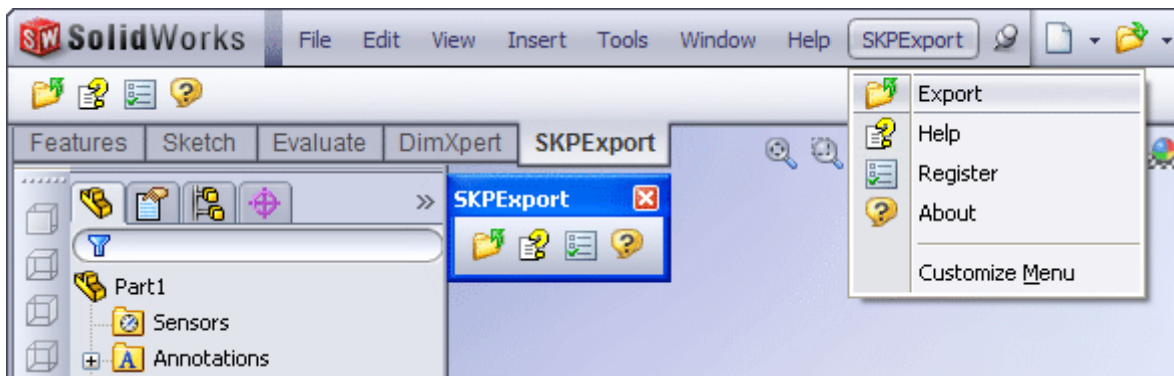 SW SolidWorks File Edit View Insert Tools Window Help SKPExport
Export
Help
Register
About
Customize Menu
Features Sketch Evaluate DimXpert SKPExport
SKPExport
Part1
Sensors
A Annotations